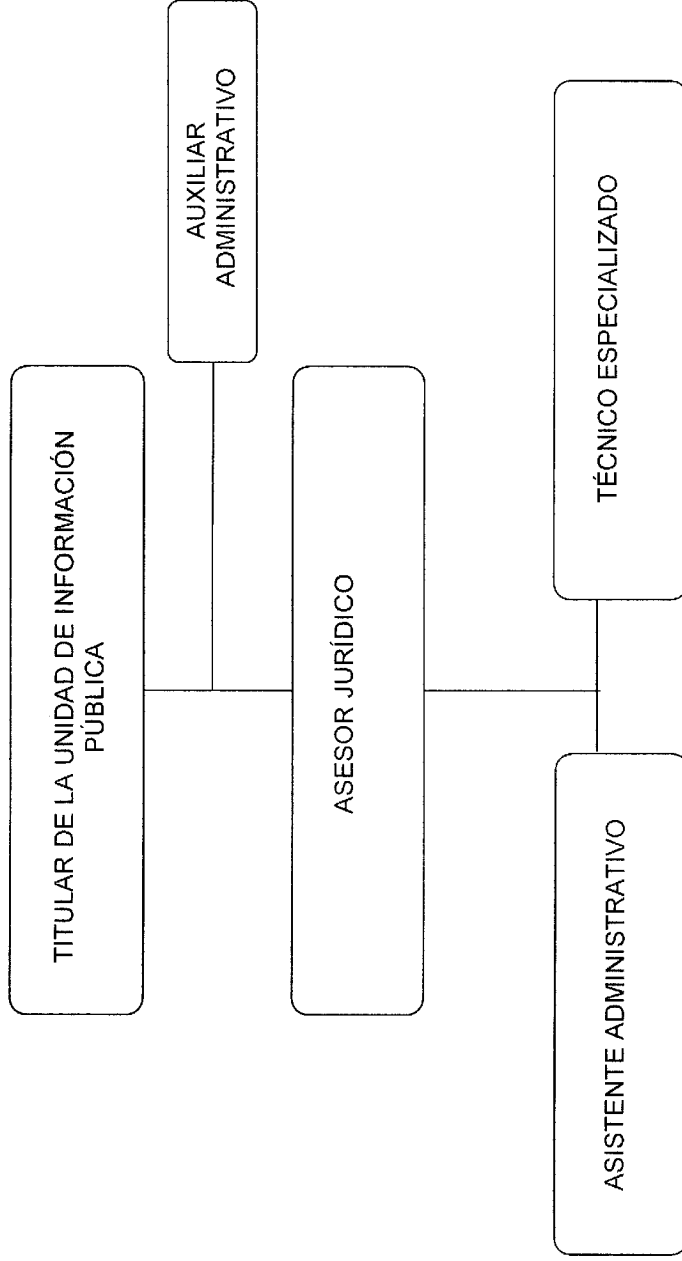 TITULAR DE LA UNIDAD DE INFORMACIÓN
PÚBLICA
AUXILIAR
ADMINISTRATIVO
ASESOR JURÍDICO
ASISTENTE ADMINISTRATIVO
TÉCNICO ESPECIALIZADO